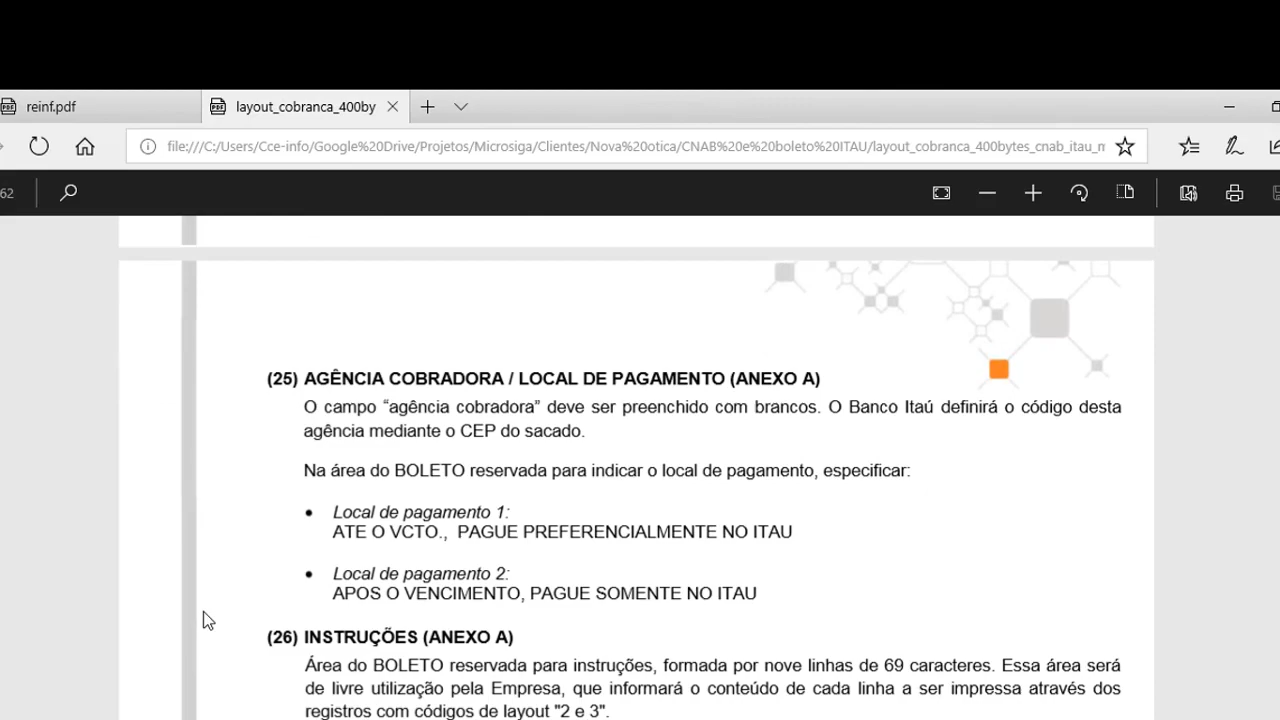 reinf.pdf
layout_cobranca_400by
file:///C:/Users/Cce-info/Google%20Drive/Projetos/Microsiga/Clientes/Nova%20otica/CNAB%20e%20boleto%20ITAU/layout_cobranca_400bytes_cnab_itau_m
62
(25) AGÊNCIA COBRADORA / LOCAL DE PAGAMENTO (ANEXO A)
O campo “agência cobradora” deve ser preenchido com brancos. O Banco Itaú definirá o código desta
agência mediante o CEP do sacado.
Na área do BOLETO reservada para indicar o local de pagamento, especificar:
• Local de pagamento 1:
ATE O VCTO., PAGUE PREFERENCIALMENTE NO ITAU
• Local de pagamento 2:
APOS O VENCIMENTO, PAGUE SOMENTE NO ITAU
(26) INSTRUÇÕES (ANEXO A)
Área do BOLETO reservada para instruções, formada por nove linhas de 69 caracteres. Essa área será
de livre utilização pela Empresa, que informará o conteúdo de cada linha a ser impressa através dos
registros com códigos de layout "2 e 3".